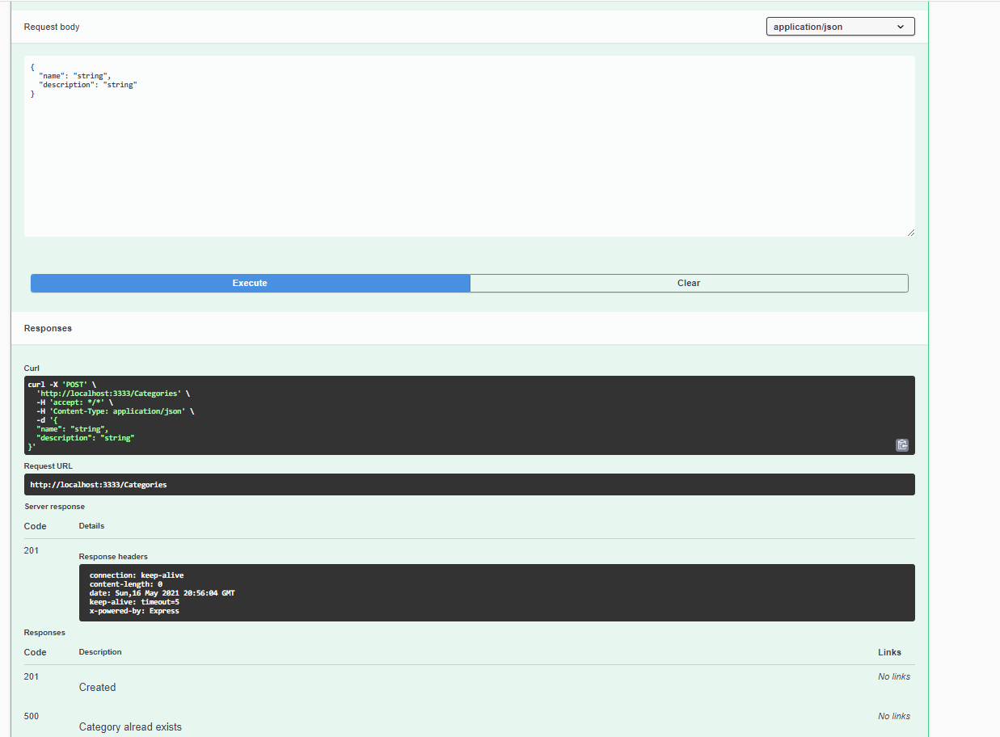 Request body
application/json
{
"name": "string",
"description": "string"
}
Execute
Clear
Responses
Curl
curl -X 'POST' \
'http://localhost:3333/Categories' \
-H 'accept: */*' \
-H 'Content-Type: application/json' \
-d '{
"name": "string",
"description": "string"
}'
Request URL
http://localhost:3333/Categories
Server response
Code
Details
201
Response headers
connection: keep-alive
content-length: 0
date: Sun,16 May 2021 20:56:04 GMT
keep-alive: timeout=5
x-powered-by: Express
Responses
Code
Description
Links
201
Created
No links
500
Category alread exists
No links